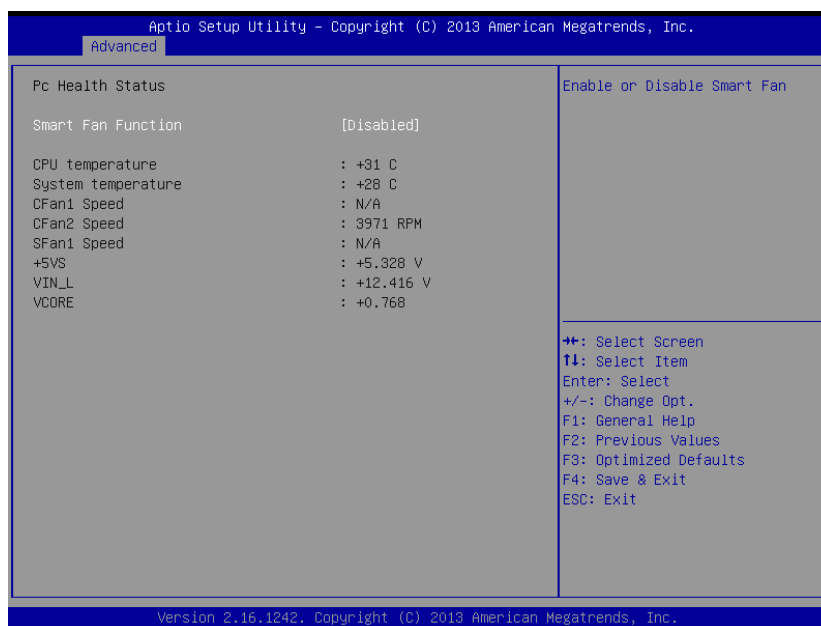 Aptio Setup Utility – Copyright (C) 2013 American Megatrends, Inc.
Advanced
Pc Health Status
Smart Fan Function [Disabled]
CPU temperature : +31 C
System temperature : +28 C
CFan1 Speed : N/A
CFan2 Speed : 3971 RPM
SFan1 Speed : N/A
+5VS : +5.328 V
VIN_L : +12.416 V
VCORE : +0.768
Enable or Disable Smart Fan
→←: Select Screen
↑↓: Select Item
Enter: Select
+/-: Change Opt.
F1: General Help
F2: Previous Values
F3: Optimized Defaults
F4: Save & Exit
ESC: Exit
Version 2.16.1242. Copyright (C) 2013 American Megatrends, Inc.